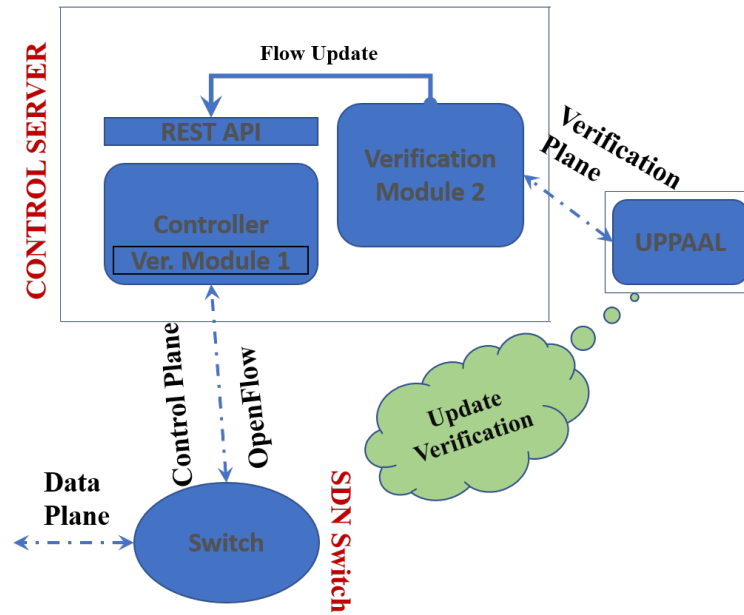 CONTROL SERVER
Flow Update
REST API
Verification
Module 2
Controller
Ver. Module 1
Verification
Plane
UPPAAL
Control Plane
OpenFlow
Update
Verification
Data
Plane
Switch
SDN Switch